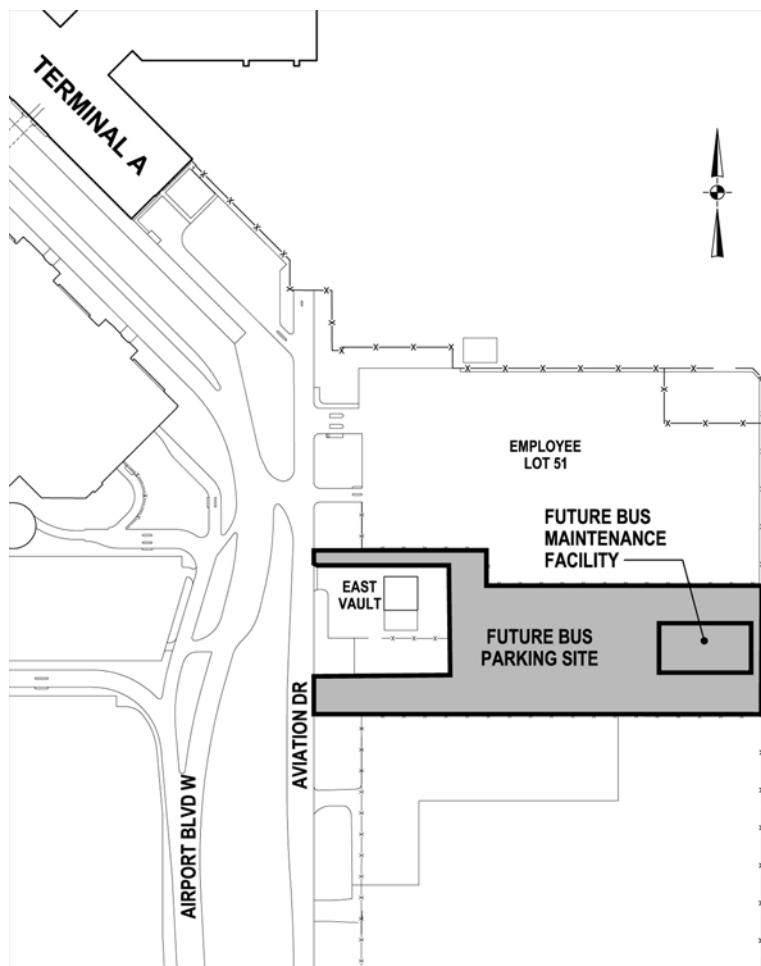 TERMINAL A
EMPLOYEE
LOT 51
FUTURE BUS
MAINTENANCE
FACILITY
EAST
VAULT
FUTURE BUS
PARKING SITE
AVIATION DR
AIRPORT BLVD W